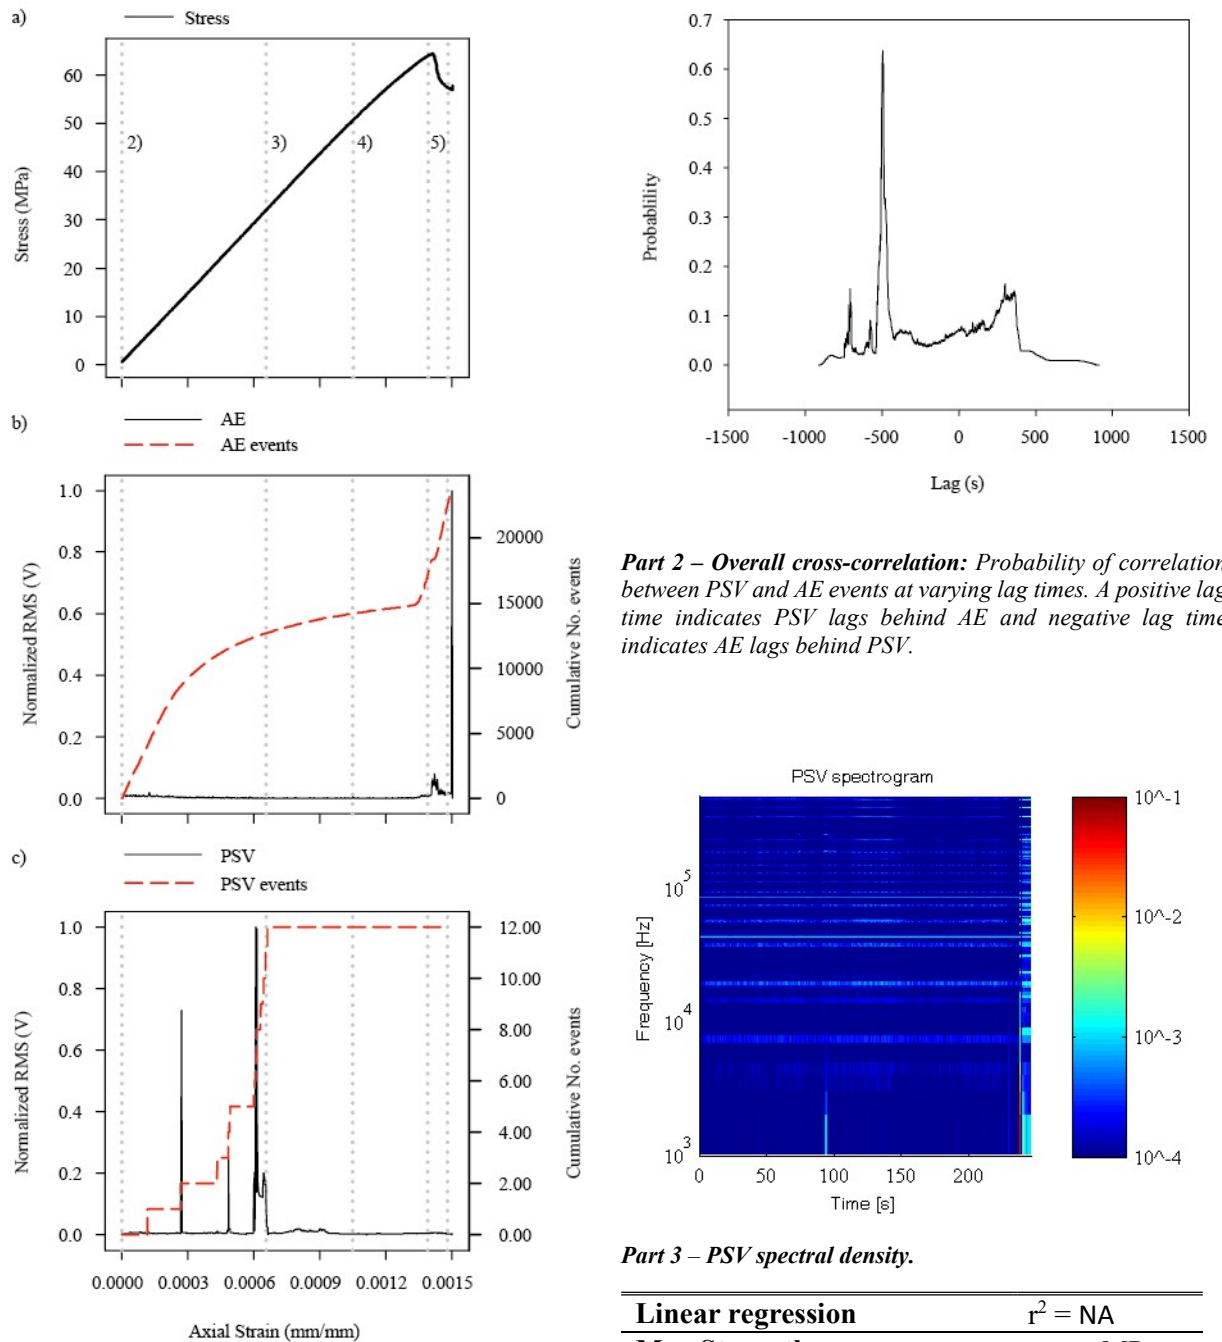 a)
Stress
60
50
40
30
20
10
0
2)
3)
4)
5)
Stress (MPa)
b)
AE
AE events
1.0
0.8
0.6
0.4
0.2
0.0
20000
15000
10000
5000
0
Normalized RMS (V)
Cumulative No. events
c)
PSV
PSV events
1.0
0.8
0.6
0.4
0.2
0.0
12.00
10.00
8.00
6.00
4.00
2.00
0.00
Normalized RMS (V)
Cumulative No. events
0.0000 0.0003 0.0006 0.0009 0.0012 0.0015
Axial Strain (mm/mm)
0.7
0.6
0.5
0.4
0.3
0.2
0.1
0.0
Probablility
-1500 -1000 -500 0 500 1000 1500
Lag (s)
Part 2 – Overall cross-correlation: Probability of correlation
between PSV and AE events at varying lag times. A positive lag
time indicates PSV lags behind AE and negative lag time
indicates AE lags behind PSV.
PSV spectrogram
10^5
10^4
10^3
Frequency [Hz]
0 50 100 150 200
Time [s]
10^-1
10^-2
10^-3
10^-4
Part 3 – PSV spectral density.
Linear regression r² = NA